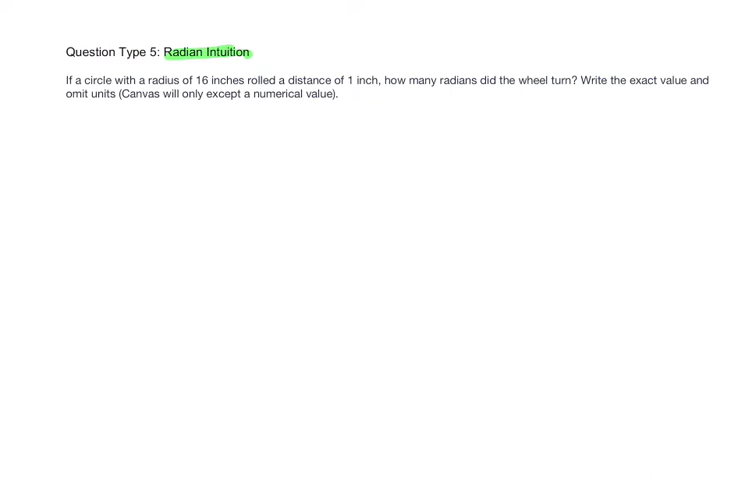 Question Type 5: Radian Intuition
If a circle with a radius of 16 inches rolled a distance of 1 inch, how many radians did the wheel turn? Write the exact value and
omit units (Canvas will only except a numerical value).